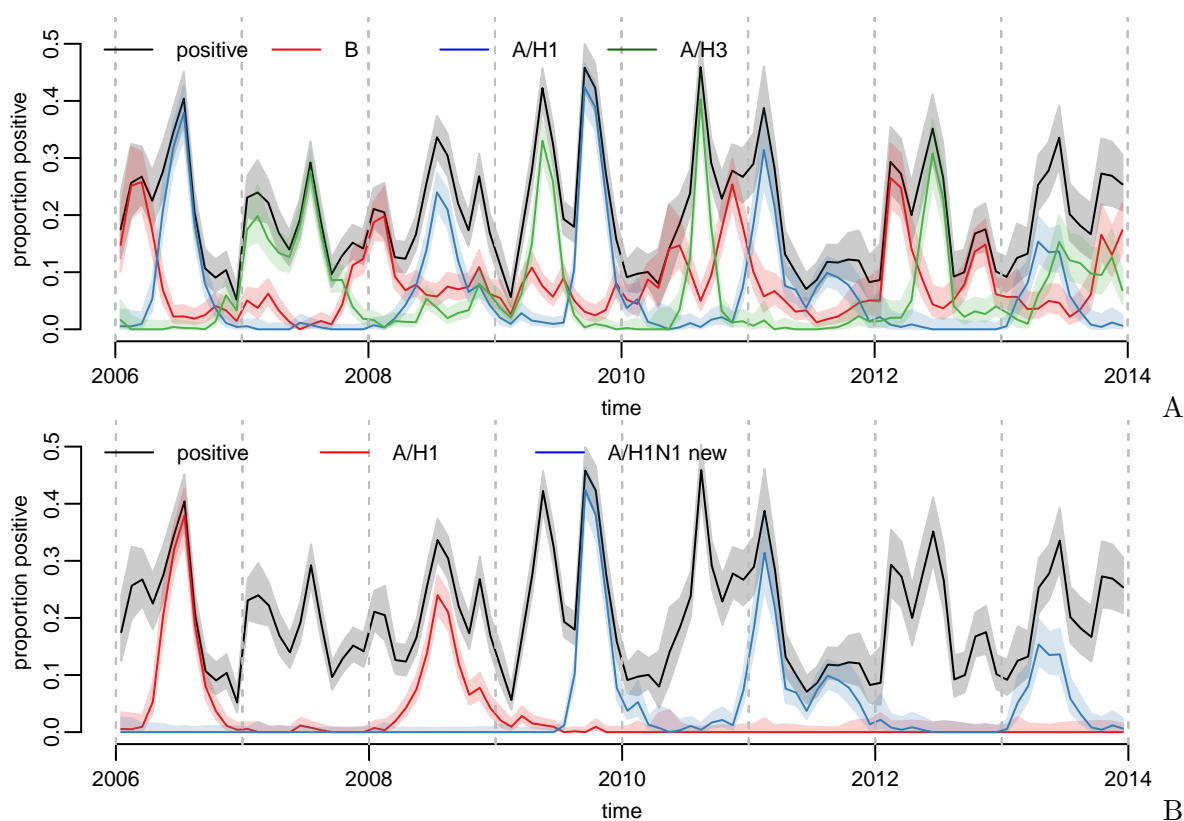 positive B A/H1 A/H3
0.0 0.1 0.2 0.3 0.4 0.5
proportion positive
2006 2008 2010 2012 2014
time
A
positive A/H1 A/H1N1 new
0.0 0.1 0.2 0.3 0.4 0.5
proportion positive
2006 2008 2010 2012 2014
time
B